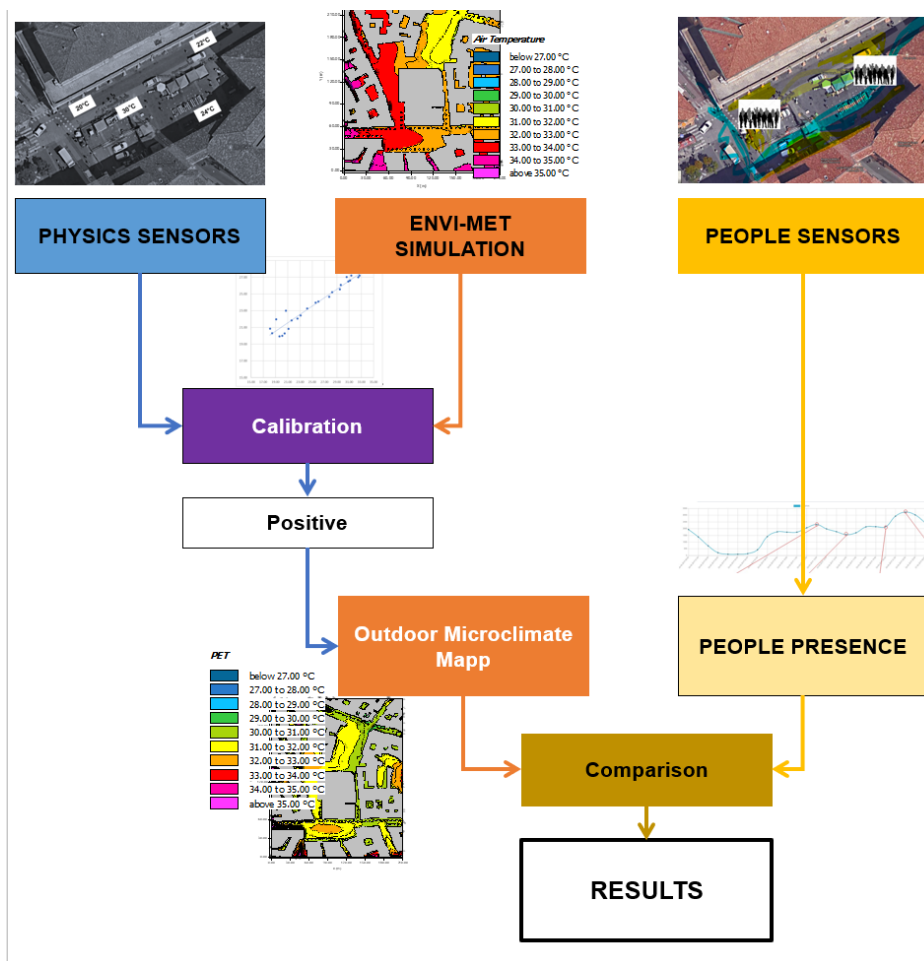 22°C
20°C
30°C
24°C
Air Temperature
below 27.00 °C
27.00 to 28.00 °C
28.00 to 29.00 °C
29.00 to 30.00 °C
30.00 to 31.00 °C
31.00 to 32.00 °C
32.00 to 33.00 °C
33.00 to 34.00 °C
34.00 to 35.00 °C
above 35.00 °C
PHYSICS SENSORS
ENVI-MET
SIMULATION
PEOPLE SENSORS
Calibration
Positive
Outdoor Microclimate
Mapp
PEOPLE PRESENCE
PET
below 27.00 °C
27.00 to 28.00 °C
28.00 to 29.00 °C
29.00 to 30.00 °C
30.00 to 31.00 °C
31.00 to 32.00 °C
32.00 to 33.00 °C
33.00 to 34.00 °C
34.00 to 35.00 °C
above 35.00 °C
Comparison
RESULTS